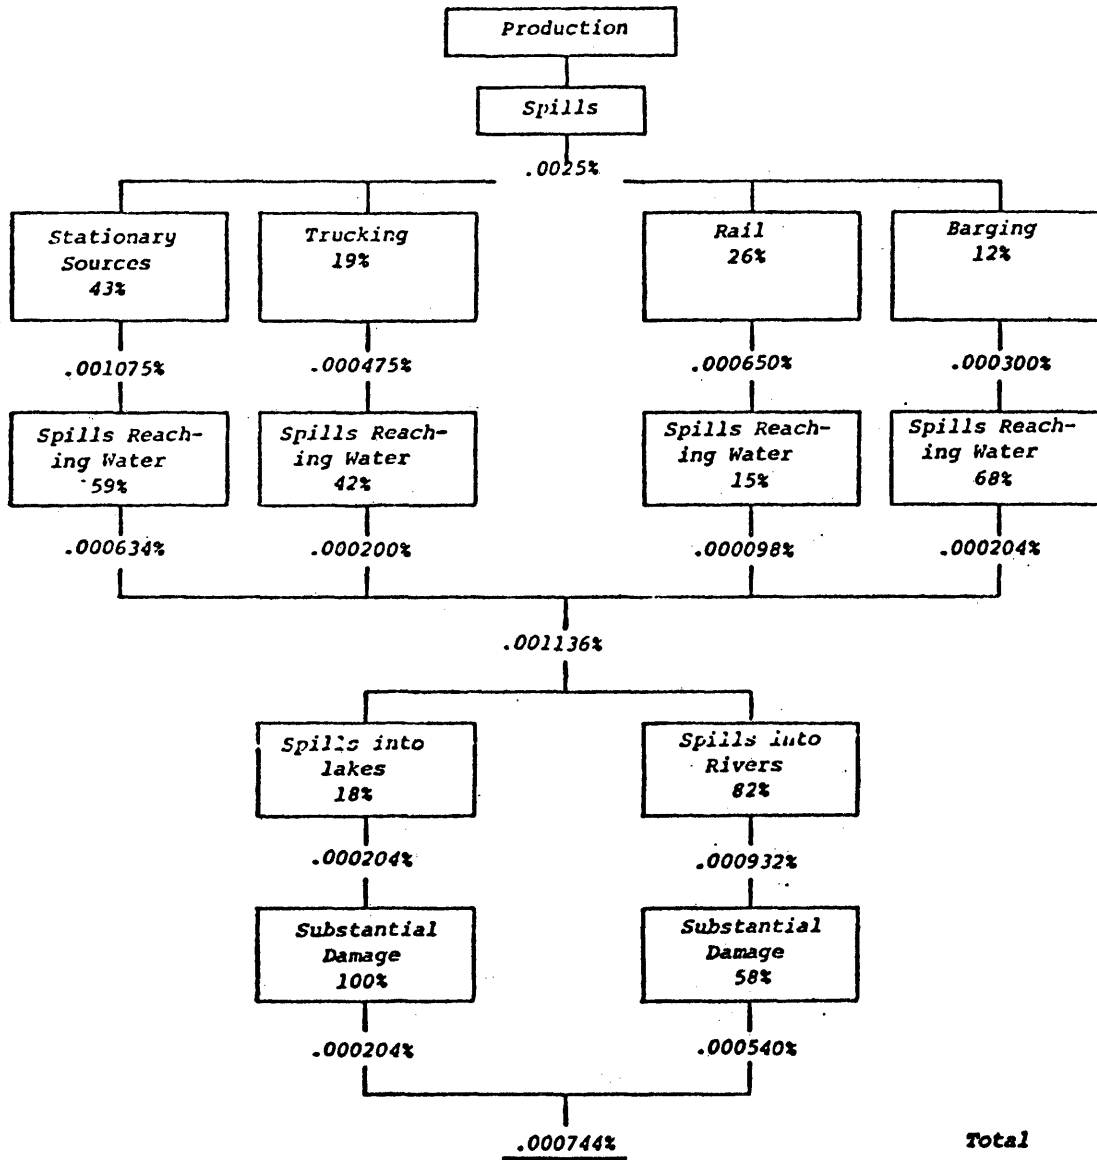 Production
Spills
.0025%
Stationary
Sources
43%
Trucking
19%
Rail
26%
Barging
12%
.001075%
.000475%
.000650%
.000300%
Spills Reach-
ing Water
59%
Spills Reach-
ing Water
42%
Spills Reach-
ing Water
15%
Spills Reach-
ing Water
68%
.000634%
.000200%
.000098%
.000204%
.001136%
Spills into
lakes
18%
Spills into
Rivers
82%
.000204%
.000932%
Substantial
Damage
100%
Substantial
Damage
58%
.000204%
.000540%
.000744%
Total